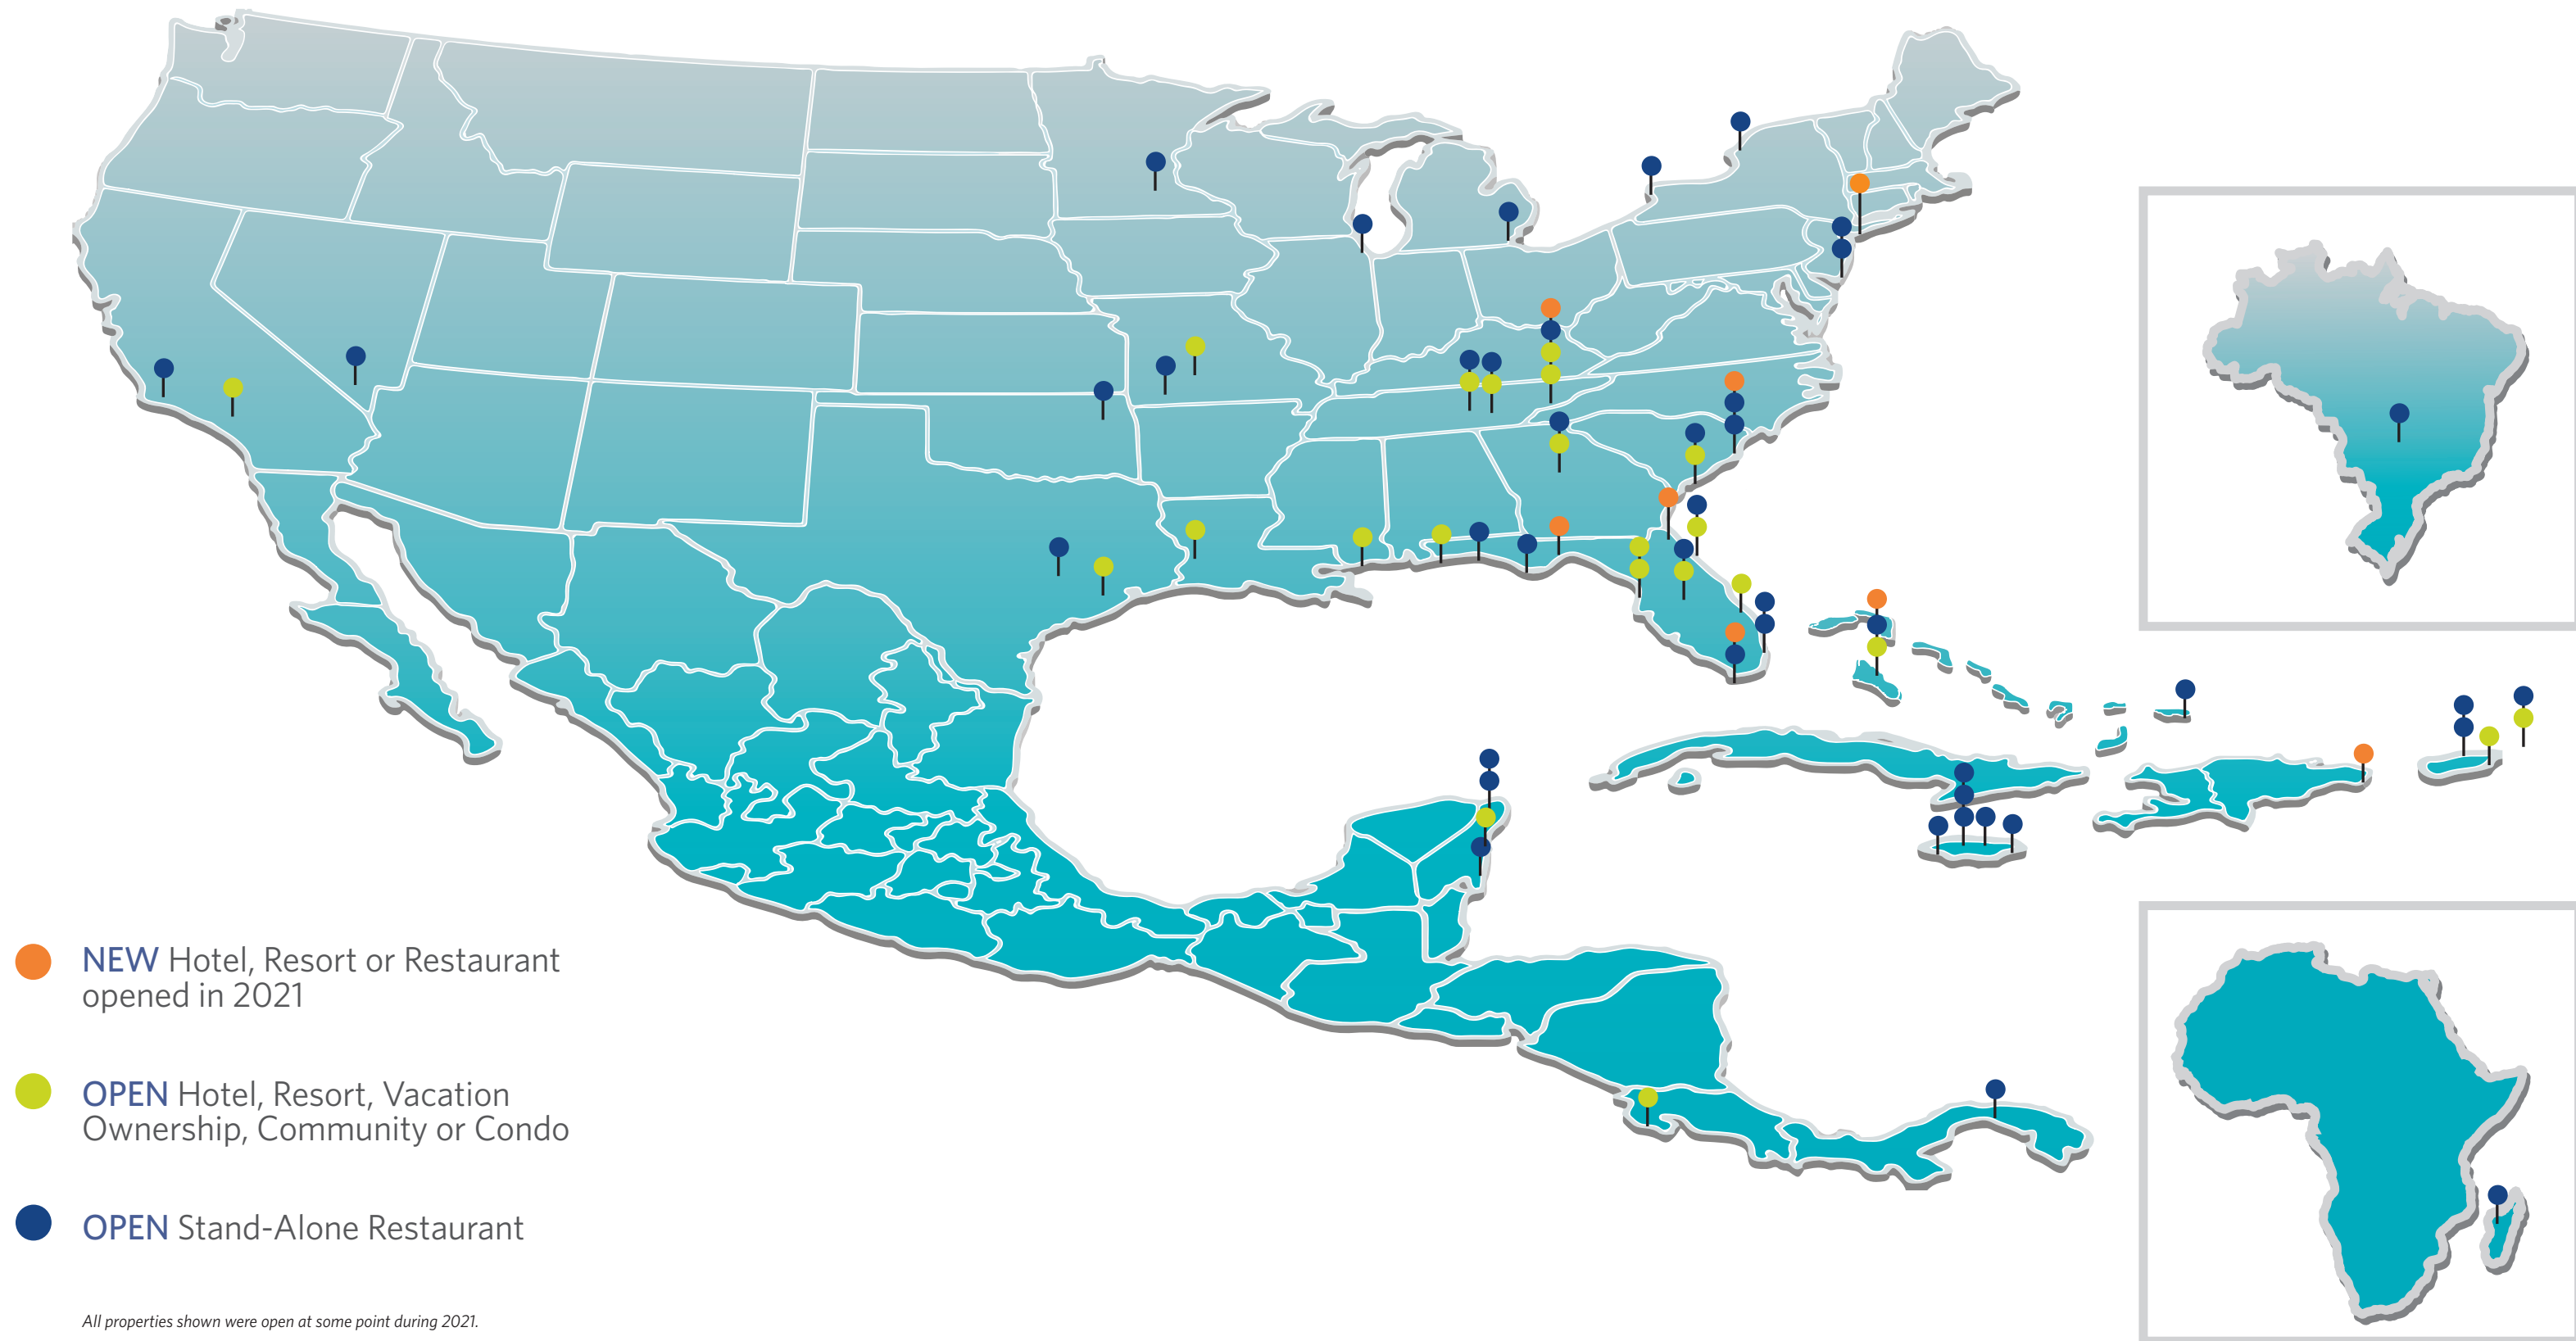 NEW Hotel, Resort or Restaurant
opened in 2021
OPEN Hotel, Resort, Vacation
Ownership, Community or Condo
OPEN Stand-Alone Restaurant
All properties shown were open at some point during 2021.